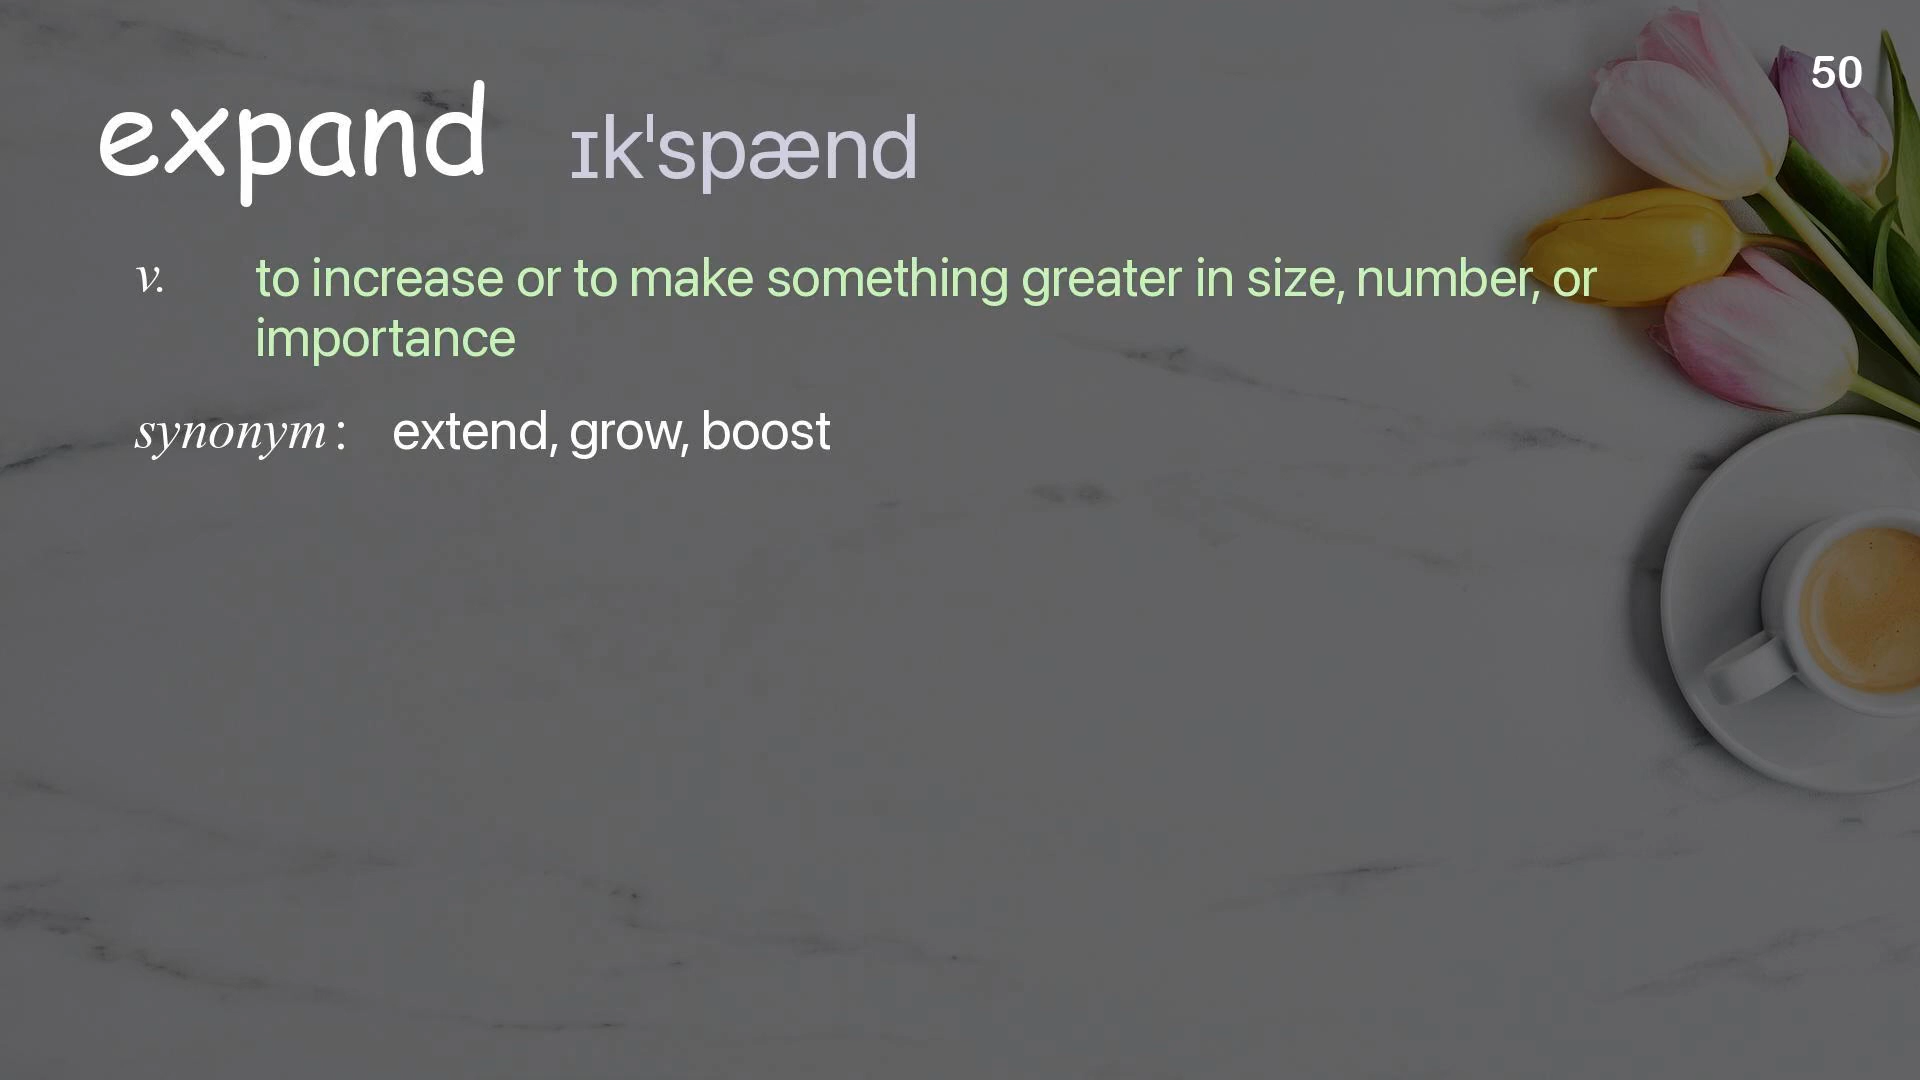 50
expand ɪkˈspænd
v. to increase or to make something greater in size, number, or
importance
synonym: extend, grow, boost